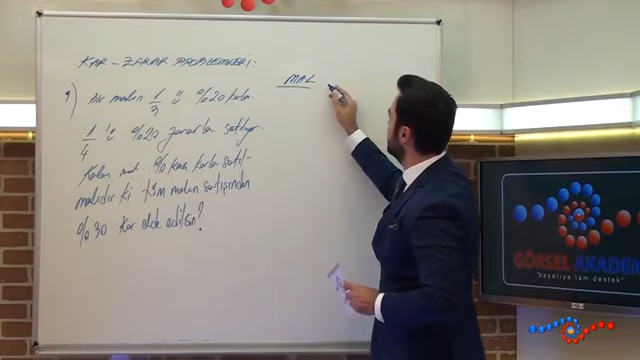 KAR-ZARAR PROBLEMLERİ:
MAL
9) Bir malın 1/3 ü %20 karla
1/4 'ü %20 zararla satılıyor.
Kalan mal %kaç karla satıl-
malıdır ki tüm malın satışından
%30 Kar elde edilsin?
GÖRSEL AKADEM
"başarıya tam destek"